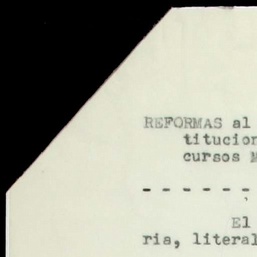 REFORMAS al
titucion
cursos M
- - - - - - -
El
ria, literal